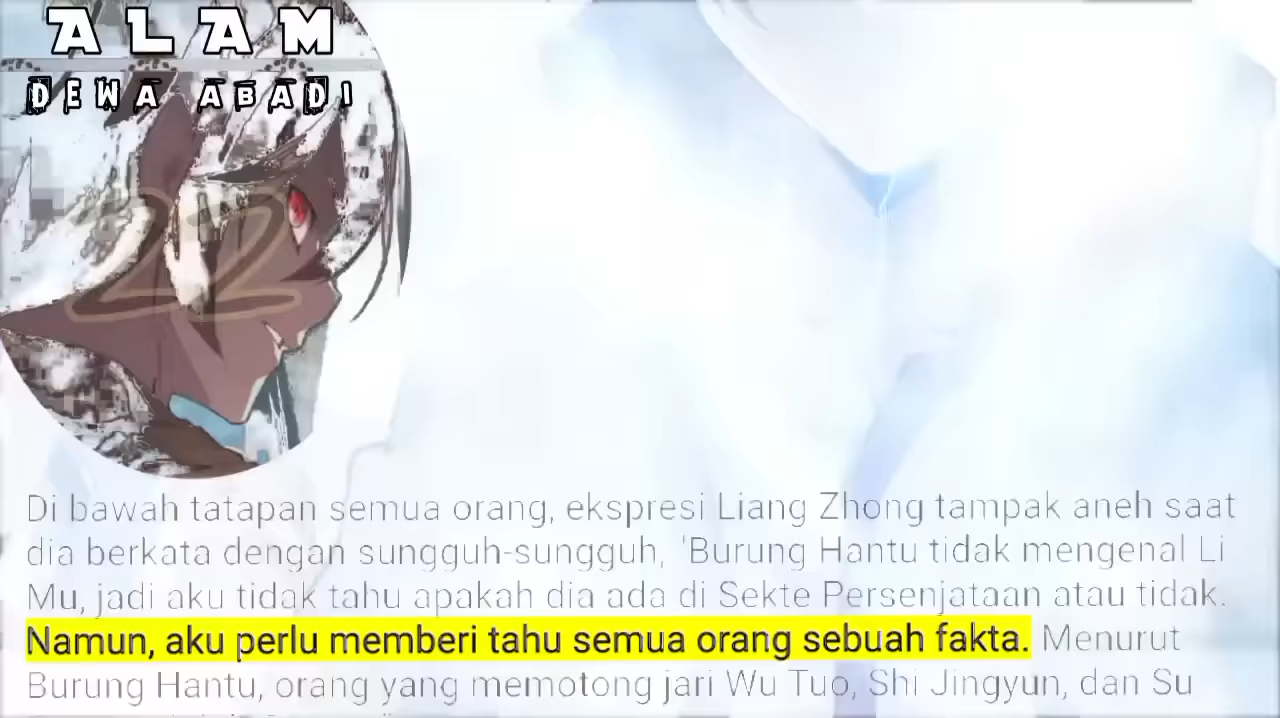 ALAM
DEWA ABADI
212
Di bawah tatapan semua orang, ekspresi Liang Zhong tampak aneh saat
dia berkata dengan sungguh-sungguh, 'Burung Hantu tidak mengenal Li
Mu, jadi aku tidak tahu apakah dia ada di Sekte Persenjataan atau tidak.
Namun, aku perlu memberi tahu semua orang sebuah fakta. Menurut
Burung Hantu, orang yang memotong jari Wu Tuo, Shi Jingyun, dan Su